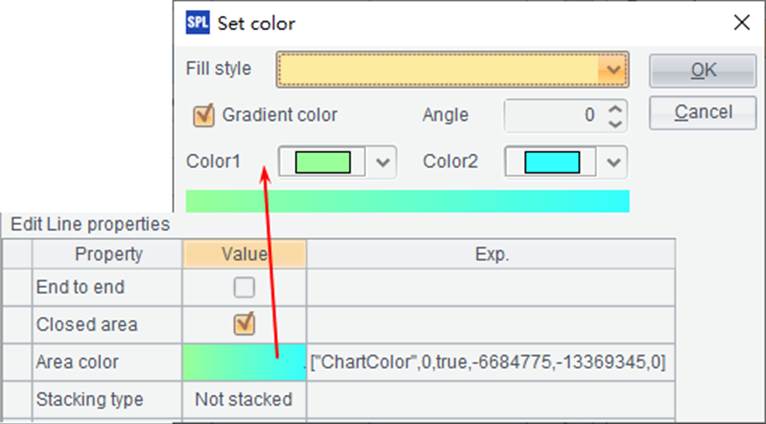 SPL Set color
Fill style
OK
Gradient color Angle 0
Cancel
Color1 Color2
Edit Line properties
Property Value Exp.
End to end
Closed area
Area color ["ChartColor",0,true,-6684775,-13369345,0]
Stacking type Not stacked